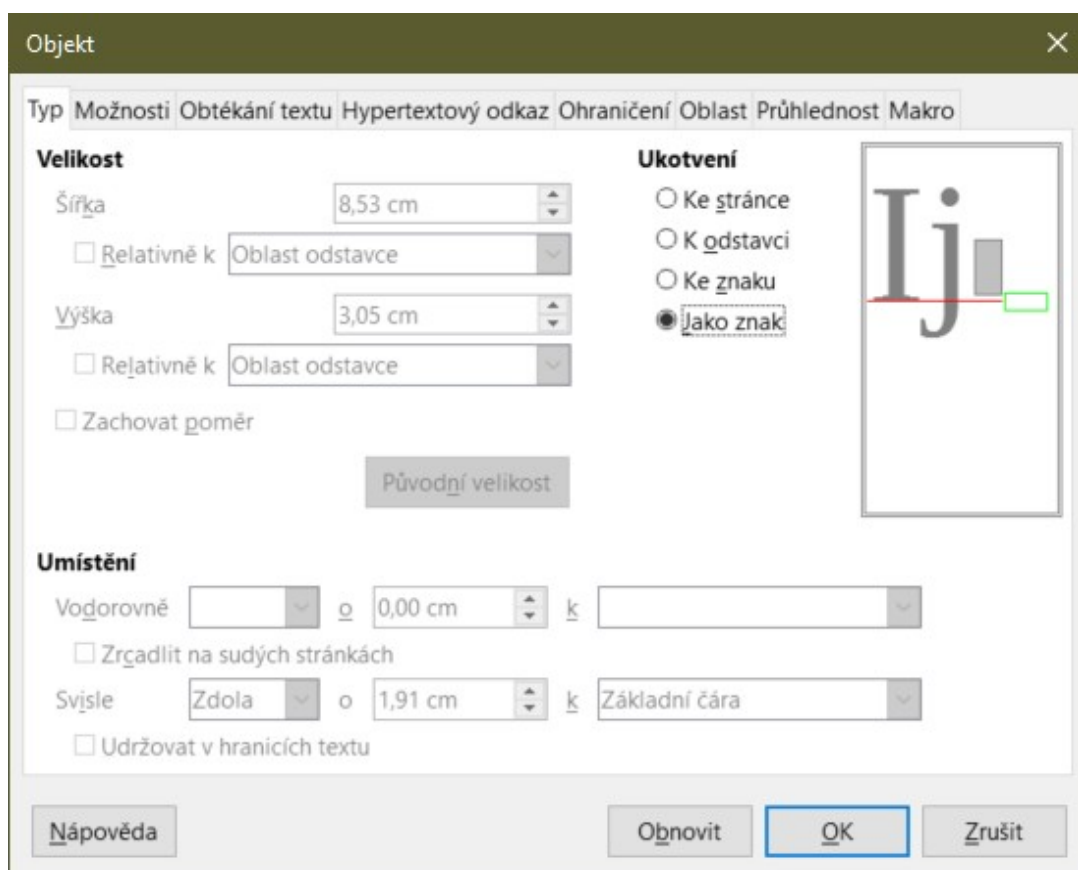 Objekt
Typ Možnosti Obtékání textu Hypertextový odkaz Ohraničení Oblast Průhlednost Makro
Velikost
Šířka 8,53 cm
Relativně k Oblast odstavce
Výška 3,05 cm
Relativně k Oblast odstavce
Zachovat poměr
Původní velikost
Ukotvení
Ke stránce
K odstavci
Ke znaku
Jako znak
Ij
Umístění
Vodorovně o 0,00 cm k
Zrcadlit na sudých stránkách
Svisle Zdola o 1,91 cm k Základní čára
Udržovat v hranicích textu
Nápověda Obnovit OK Zrušit